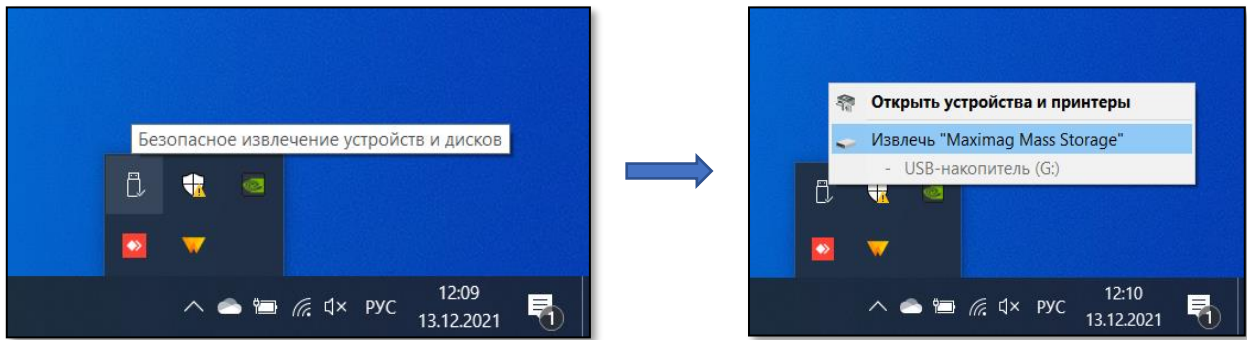 Безопасное извлечение устройств и дисков
РУС
12:09
13.12.2021
1
Открыть устройства и принтеры
Извлечь "Maximag Mass Storage"
- USB-накопитель (G:)
РУС
12:10
13.12.2021
1